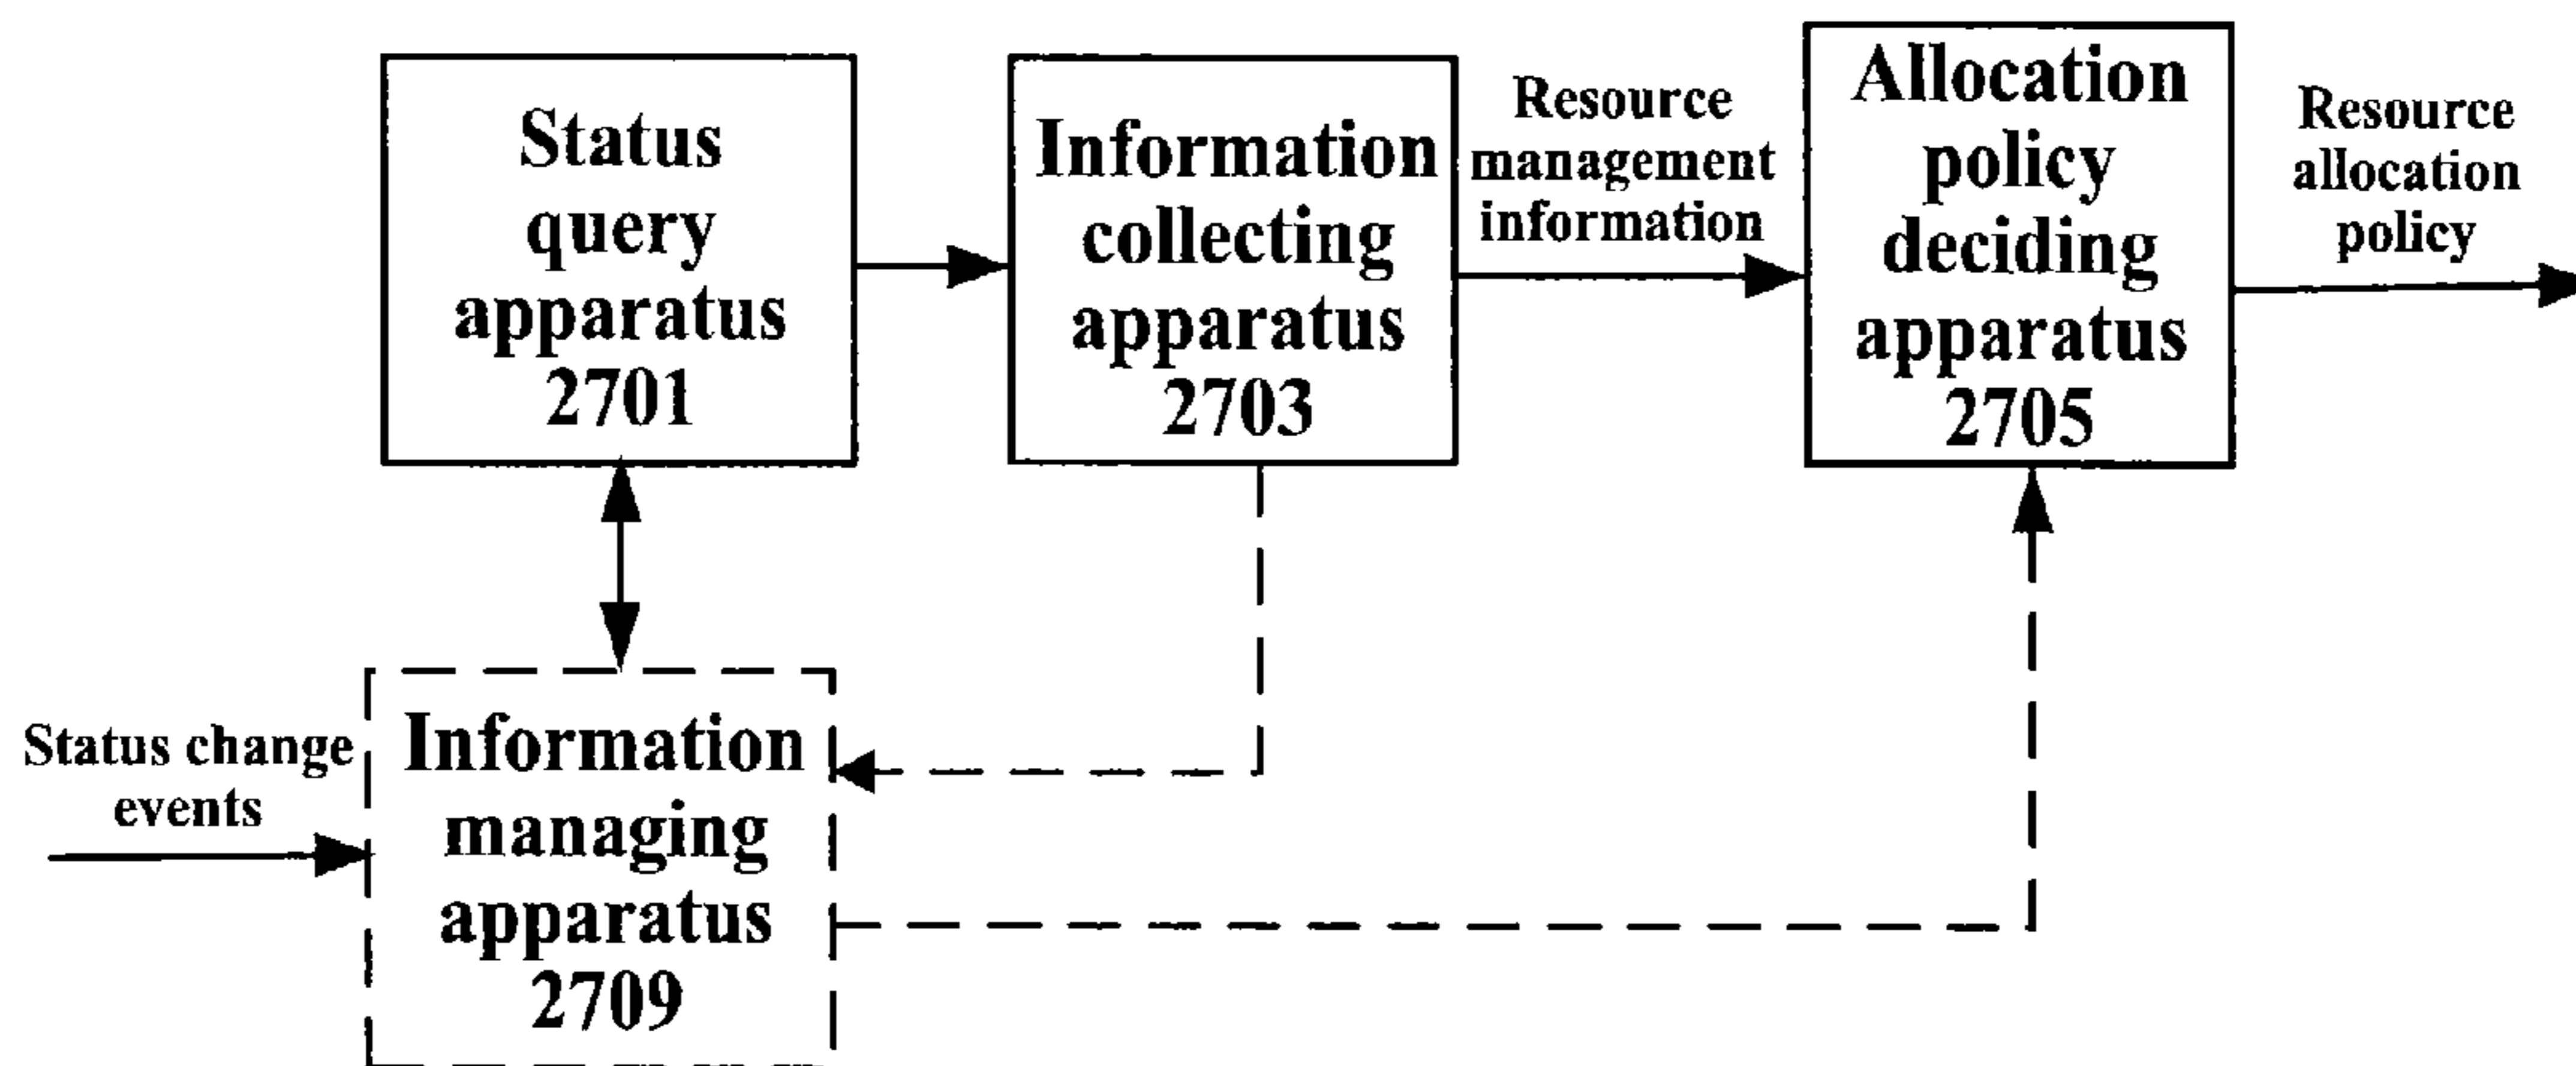 Status
query
apparatus
2701
Information
collecting
apparatus
2703
Resource
management
information
Allocation
policy
deciding
apparatus
2705
Resource
allocation
policy
Status change
events
Information
managing
apparatus
2709